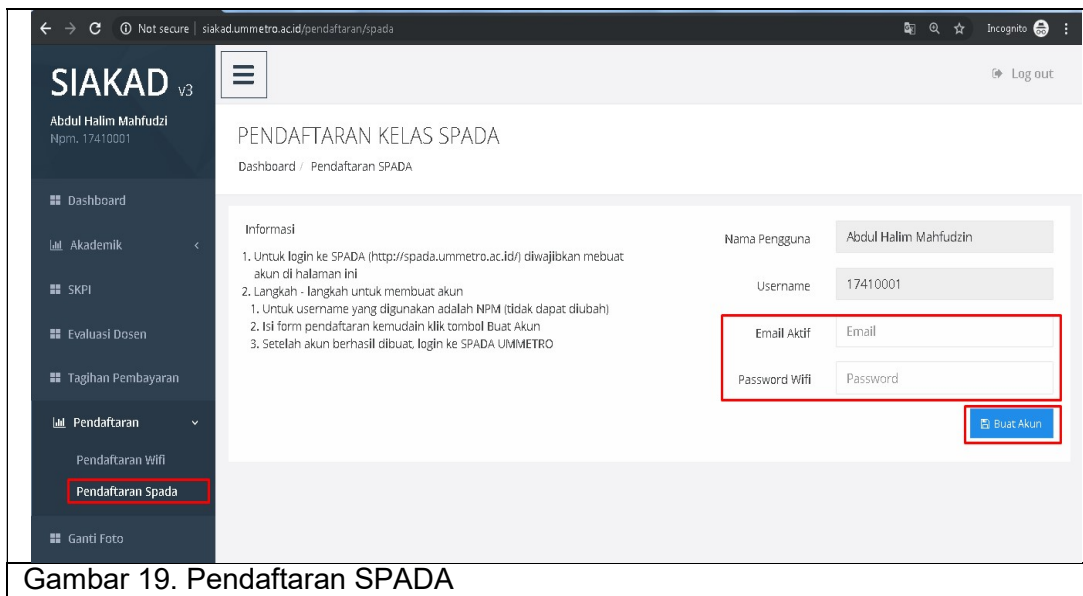 Not secure | siakad.ummetro.ac.id/pendaftaran/spada
Incognito
SIAKAD v3
Log out
Abdul Halim Mahfudzi
Npm. 17410001
PENDAFTARAN KELAS SPADA
Dashboard / Pendaftaran SPADA
Dashboard
Akademik
SKPI
Evaluasi Dosen
Tagihan Pembayaran
Pendaftaran
Pendaftaran Wifi
Pendaftaran Spada
Ganti Foto
Informasi
1. Untuk login ke SPADA (http://spada.ummetro.ac.id/) diwajibkan mebuat
akun di halaman ini
2. Langkah - langkah untuk membuat akun
1. Untuk username yang digunakan adalah NPM (tidak dapat diubah)
2. Isi form pendaftaran kemudain klik tombol Buat Akun
3. Setelah akun berhasil dibuat, login ke SPADA UMMETRO
Nama Pengguna Abdul Halim Mahfudzin
Username 17410001
Email Aktif Email
Password Wifi Password
Buat Akun
Gambar 19. Pendaftaran SPADA